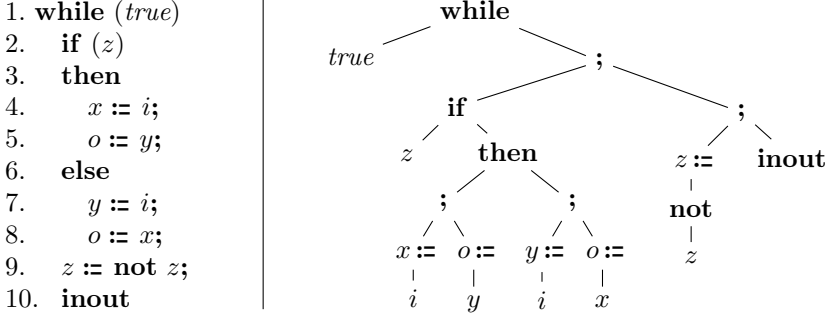 1. while (true)
2. if (z)
3. then
4. x := i;
5. o := y;
6. else
7. y := i;
8. o := x;
9. z := not z;
10. inout
while
true ;
if ;
z then z := inout
; ; not
x := o := y := o := z
i y i x